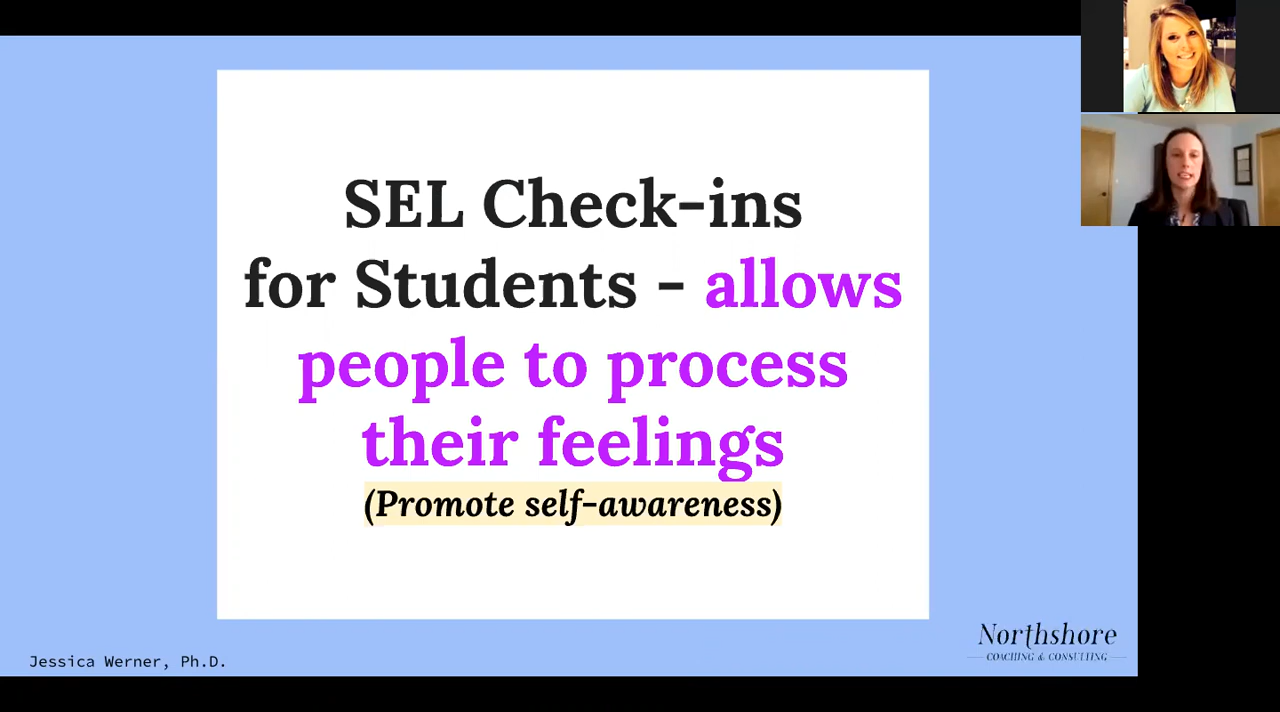 SEL Check-ins
for Students - allows
people to process
their feelings
(Promote self-awareness)
Jessica Werner, Ph.D.
Northshore
COACHING & CONSULTING